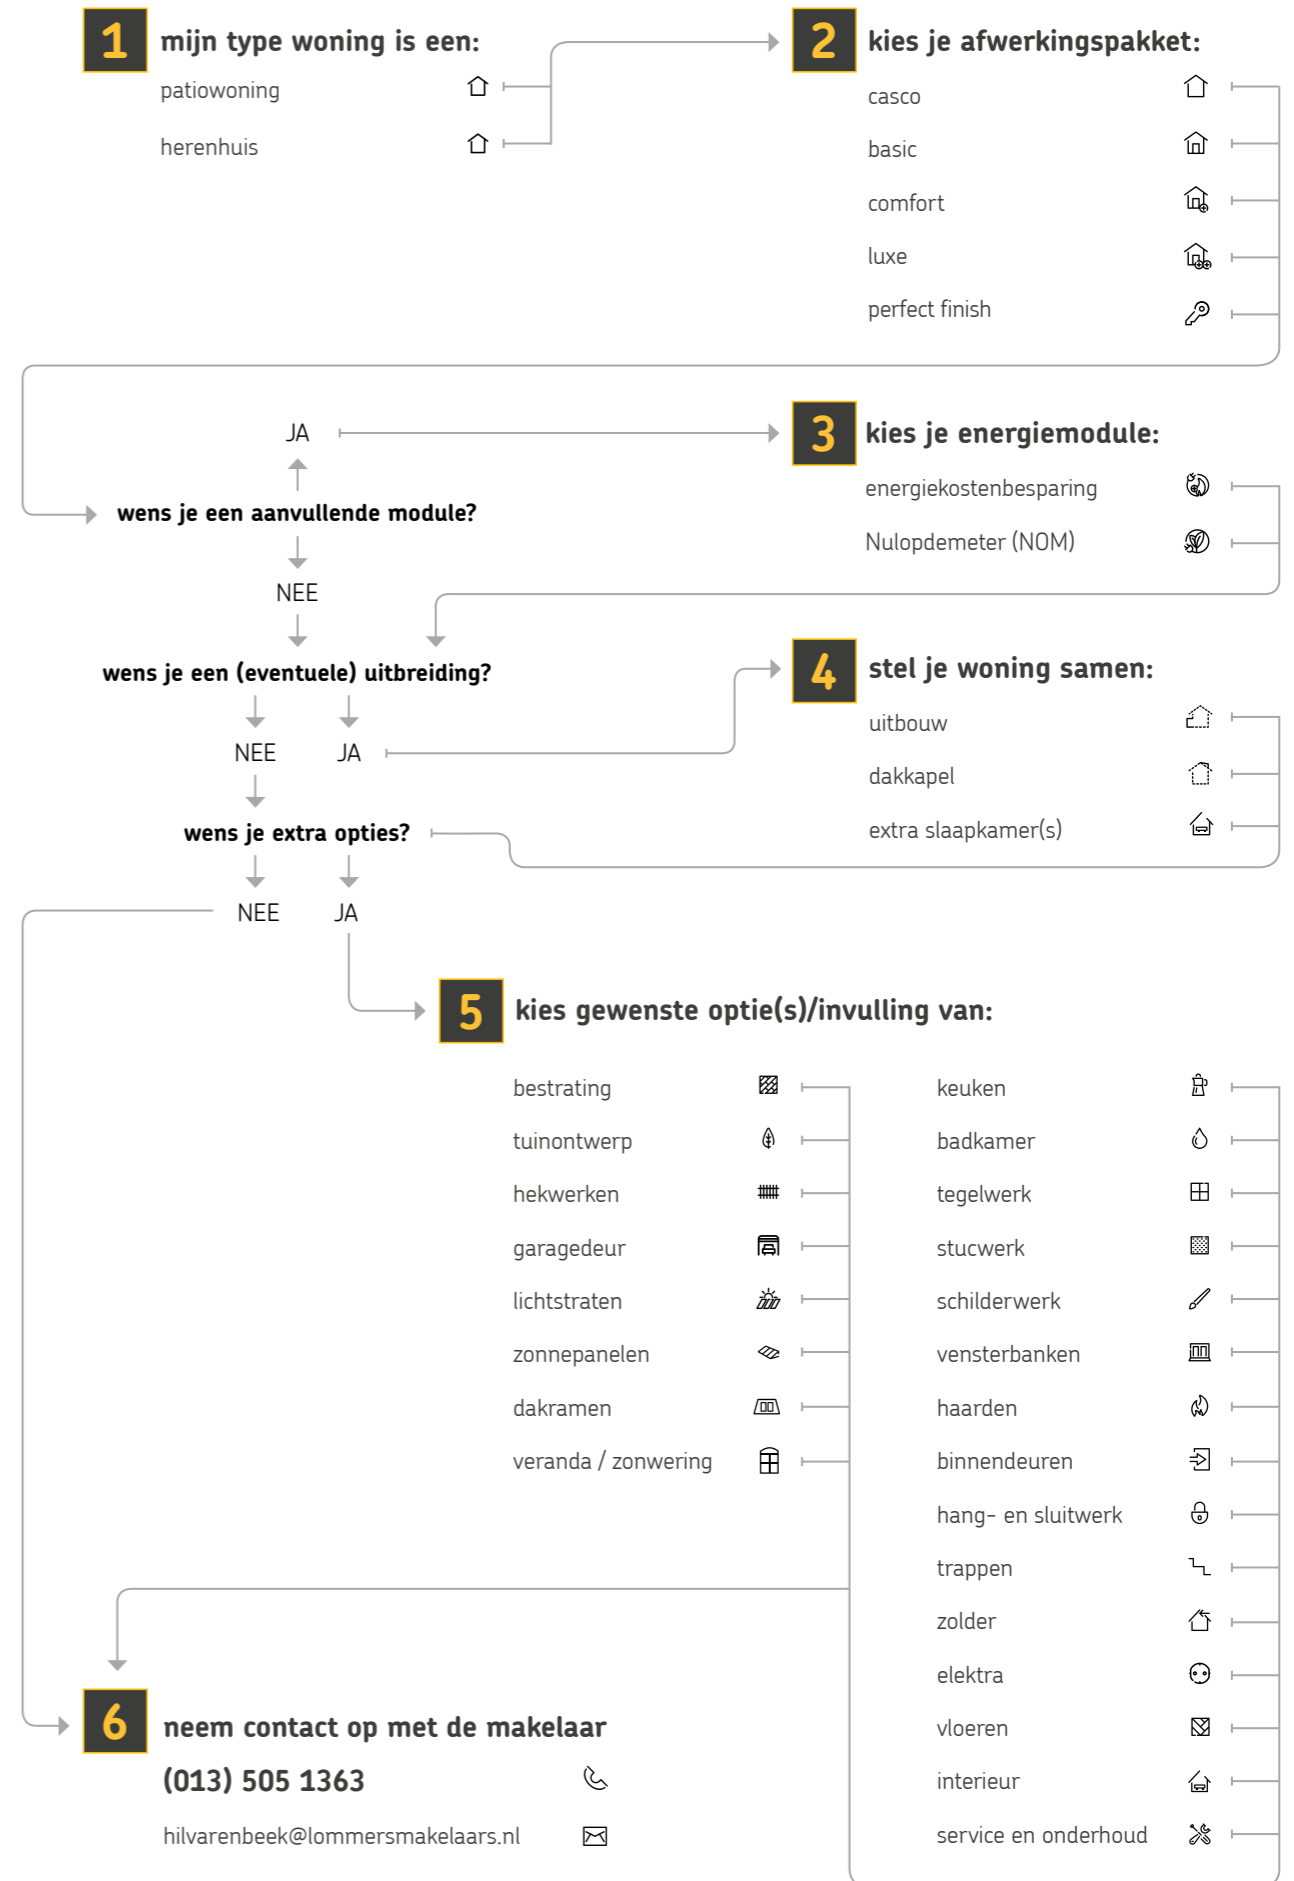 1 mijn type woning is een:
patiowoning
herenhuis
2 kies je afwerkingspakket:
casco
basic
comfort
luxe
perfect finish
JA
wens je een aanvullende module?
NEE
3 kies je energiemodule:
energiekostenbesparing
Nulopdemeter (NOM)
wens je een (eventuele) uitbreiding?
NEE JA
4 stel je woning samen:
uitbouw
dakkapel
extra slaapkamer(s)
wens je extra opties?
NEE JA
5 kies gewenste optie(s)/invulling van:
bestrating
tuinontwerp
hekwerken
garagedeur
lichtstraten
zonnepanelen
dakramen
veranda / zonwering
keuken
badkamer
tegelwerk
stucwerk
schilderwerk
vensterbanken
haarden
binnendeuren
hang- en sluitwerk
trappen
zolder
elektra
vloeren
interieur
service en onderhoud
6 neem contact op met de makelaar
(013) 505 1363
hilvarenbeek@lommersmakelaars.nl